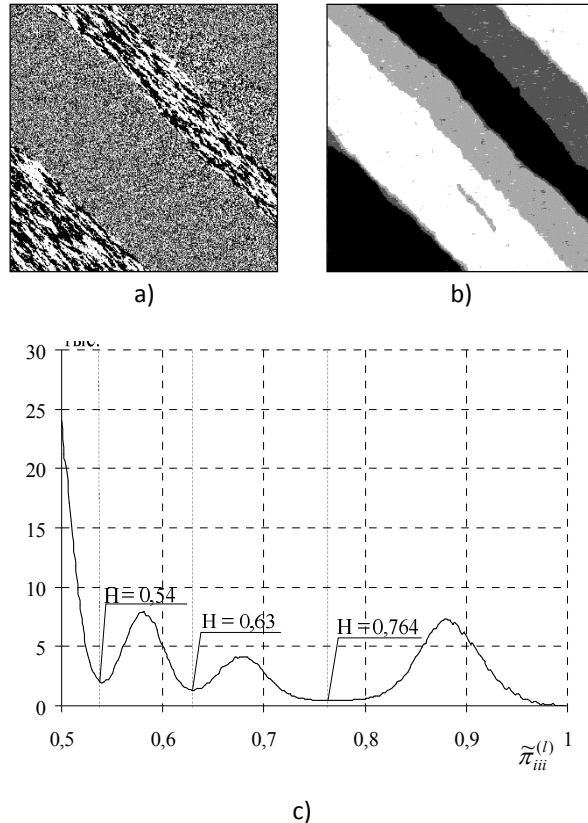 a)
b)
30
25
20
15
10
5
0
H = 0,54
H = 0,63
H = 0,764
0,5 0,6 0,7 0,8 0,9 1
π̃_{iii}^{(l)}
c)